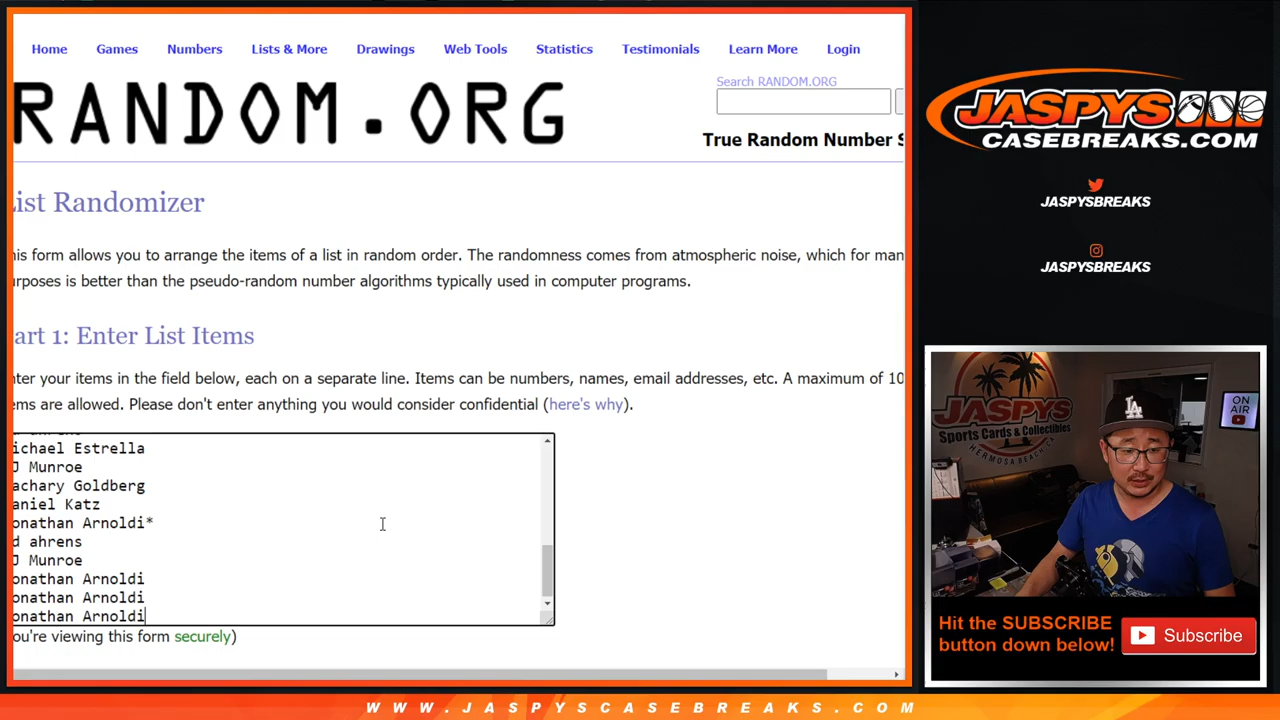 Home Games Numbers Lists & More Drawings Web Tools Statistics Testimonials Learn More Login
Search RANDOM.ORG
RANDOM.ORG
True Random Number S
ist Randomizer
his form allows you to arrange the items of a list in random order. The randomness comes from atmospheric noise, which for man
urposes is better than the pseudo-random number algorithms typically used in computer programs.
art 1: Enter List Items
nter your items in the field below, each on a separate line. Items can be numbers, names, email addresses, etc. A maximum of 10
ems are allowed. Please don't enter anything you would consider confidential (here's why).
ichael Estrella
J Munroe
achary Goldberg
aniel Katz
onathan Arnoldi*
d ahrens
J Munroe
onathan Arnoldi
onathan Arnoldi
onathan Arnoldi
ou're viewing this form securely)
JASPYS
CASEBREAKS.COM
JASPYSBREAKS
JASPYSBREAKS
JASPYS
Sports Cards & Collectibles
HERMOSA BEACH, CA
LA
ON
AIR
Hit the SUBSCRIBE
button down below!
Subscribe
WWW.JASPYSCASEBREAKS.COM